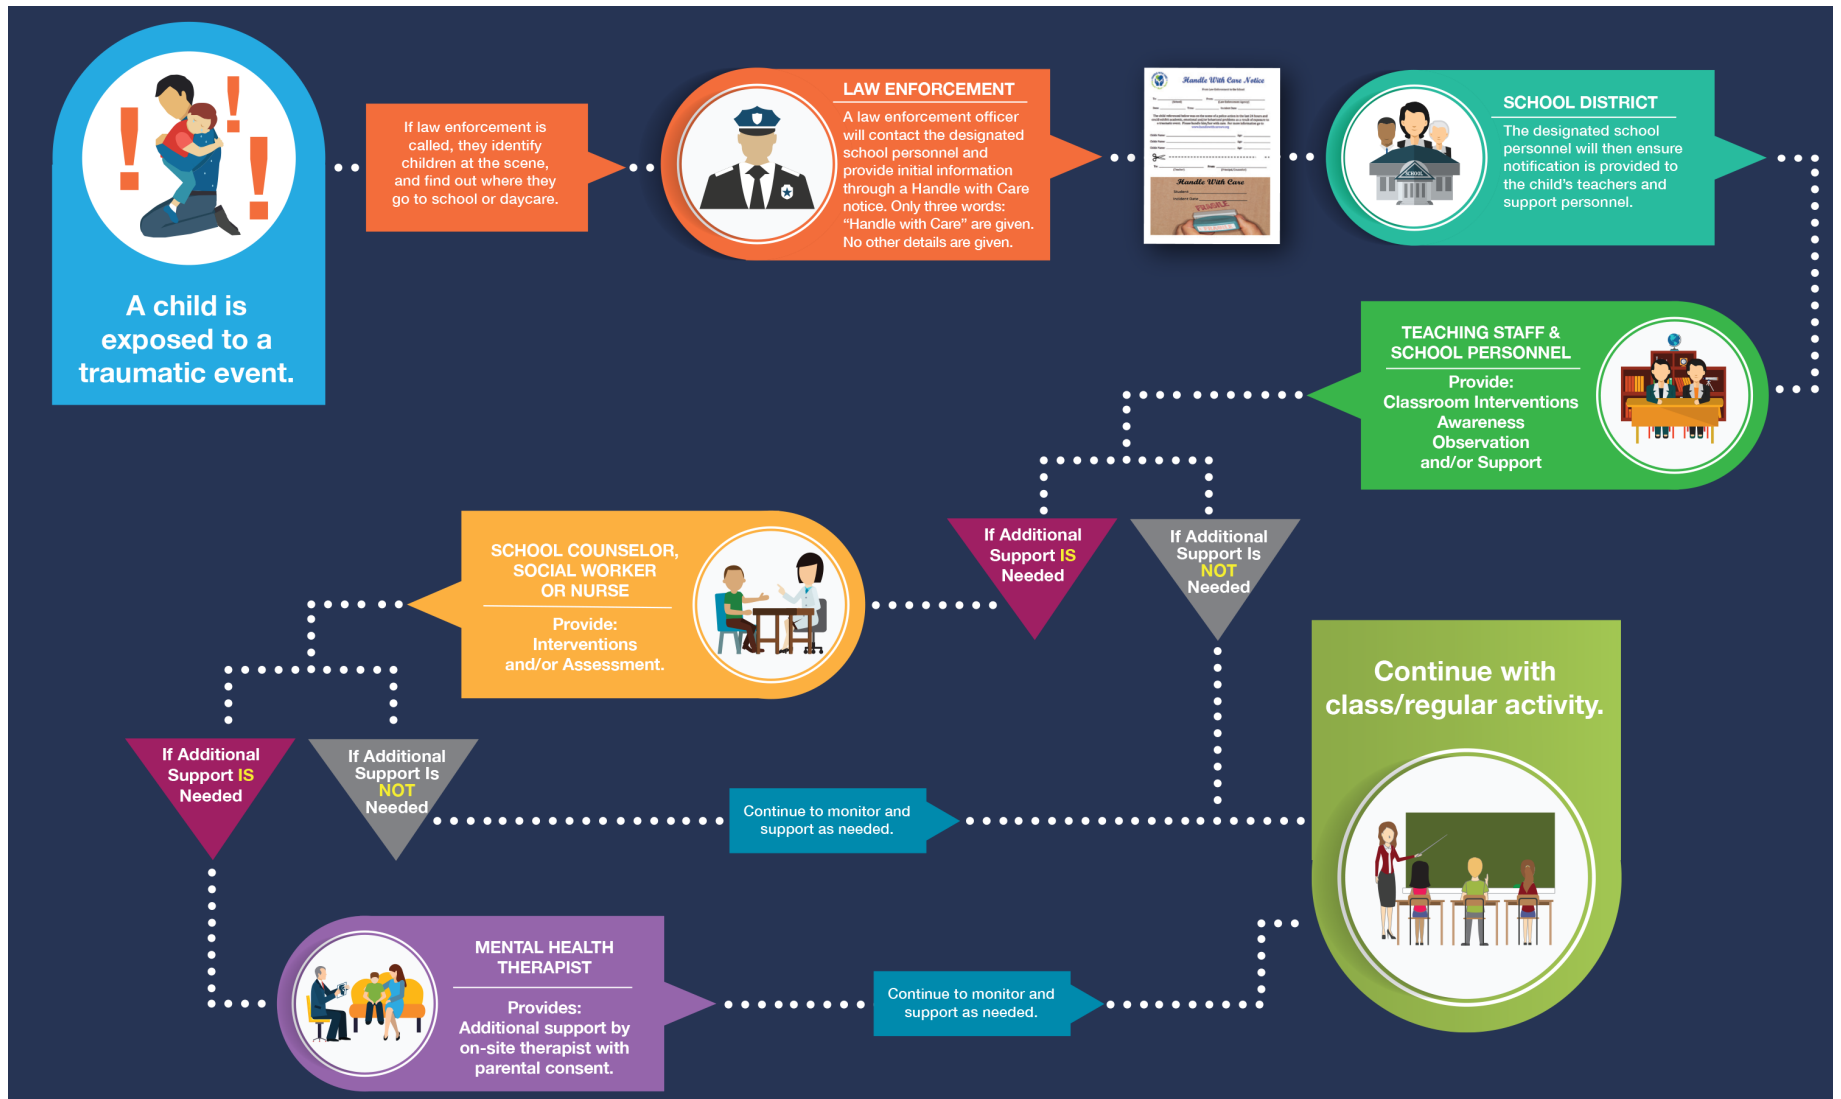 A child is
exposed to a
traumatic event.
If law enforcement is
called, they identify
children at the scene,
and find out where they
go to school or daycare.
LAW ENFORCEMENT
A law enforcement officer
will contact the designated
school personnel and
provide initial information
through a Handle with Care
notice. Only three words:
“Handle with Care” are given.
No other details are given.
Handle With Care Notice
Handle With Care
FRAGILE
SCHOOL DISTRICT
The designated school
personnel will then ensure
notification is provided to
the child’s teachers and
support personnel.
SCHOOL
TEACHING STAFF &
SCHOOL PERSONNEL
Provide:
Classroom Interventions
Awareness
Observation
and/or Support
If Additional
Support IS
Needed
If Additional
Support Is
NOT
Needed
SCHOOL COUNSELOR,
SOCIAL WORKER
OR NURSE
Provide:
Interventions
and/or Assessment.
If Additional
Support IS
Needed
If Additional
Support Is
NOT
Needed
Continue to monitor and
support as needed.
Continue with
class/regular activity.
MENTAL HEALTH
THERAPIST
Provides:
Additional support by
on-site therapist with
parental consent.
Continue to monitor and
support as needed.